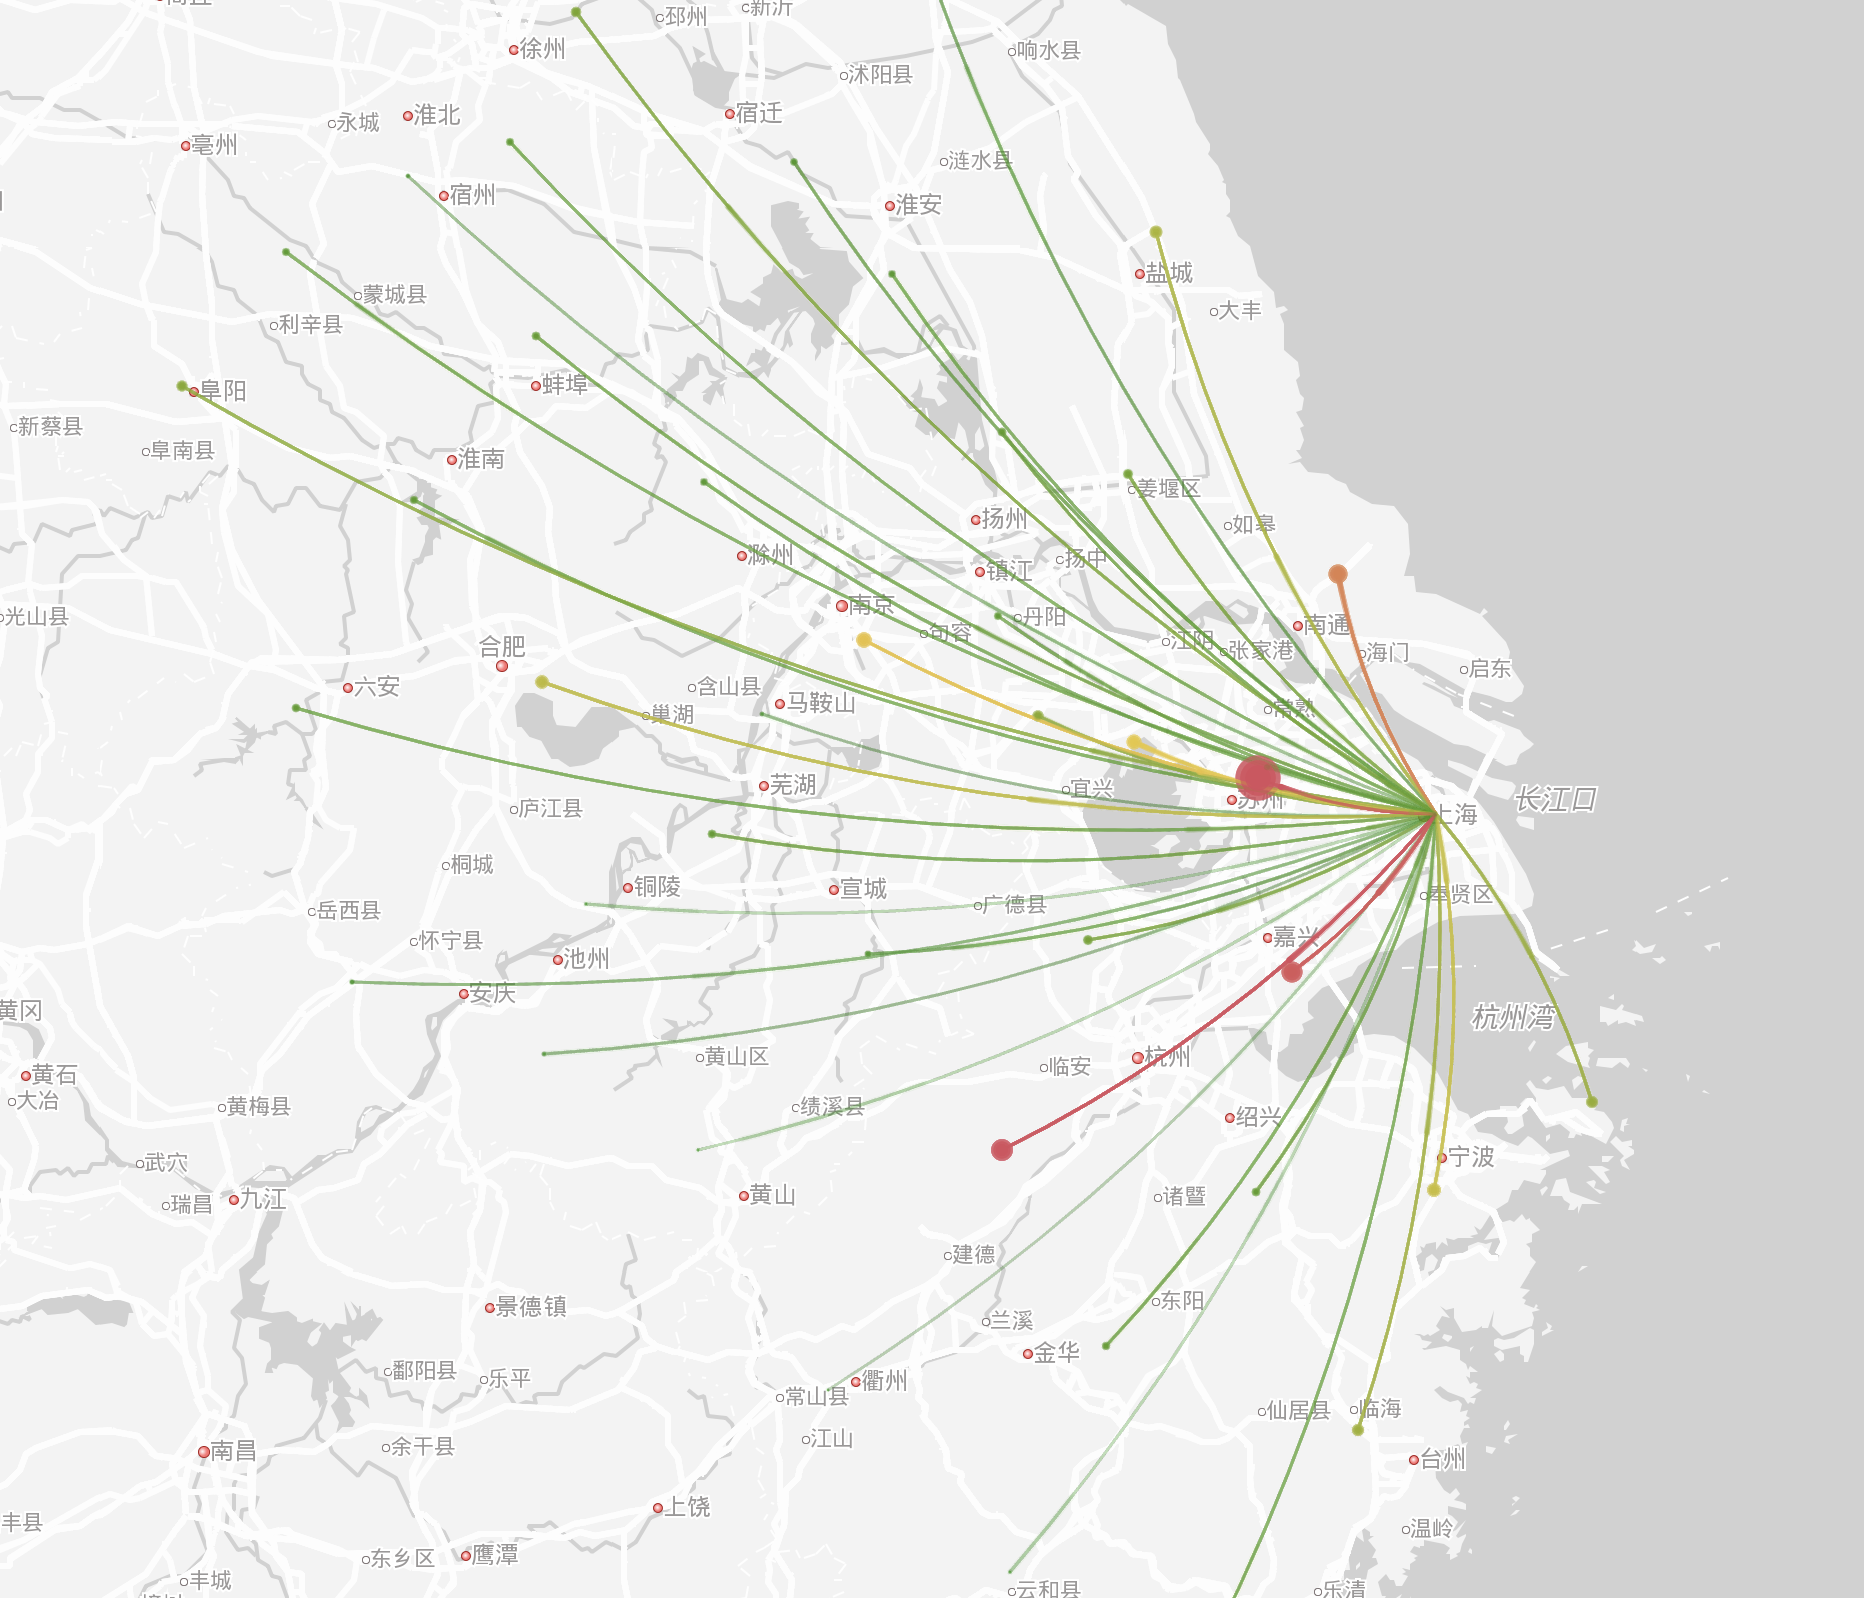 徐州
邳州
新沂
响水县
沭阳县
永城
淮北
宿迁
亳州
涟水县
宿州
淮安
盐城
大丰
蒙城县
利辛县
蚌埠
阜阳
新蔡县
阜南县
淮南
姜堰区
扬州
如皋
滁州
扬中
镇江
南京
丹阳
句容
光山县
南通
江阴
张家港
海门
启东
合肥
六安
含山县
马鞍山
巢湖
常熟
芜湖
宜兴
苏州
长江口
上海
庐江县
桐城
铜陵
宣城
广德县
奉贤区
岳西县
怀宁县
池州
嘉兴
安庆
黄冈
杭州湾
黄山区
临安
杭州
黄石
大冶
黄梅县
绩溪县
绍兴
武穴
宁波
瑞昌
九江
黄山
诸暨
建德
景德镇
东阳
兰溪
金华
鄱阳县
乐平
衢州
常山县
仙居县
临海
江山
余干县
南昌
台州
上饶
丰县
温岭
东乡区
鹰潭
丰城
云和县
乐清